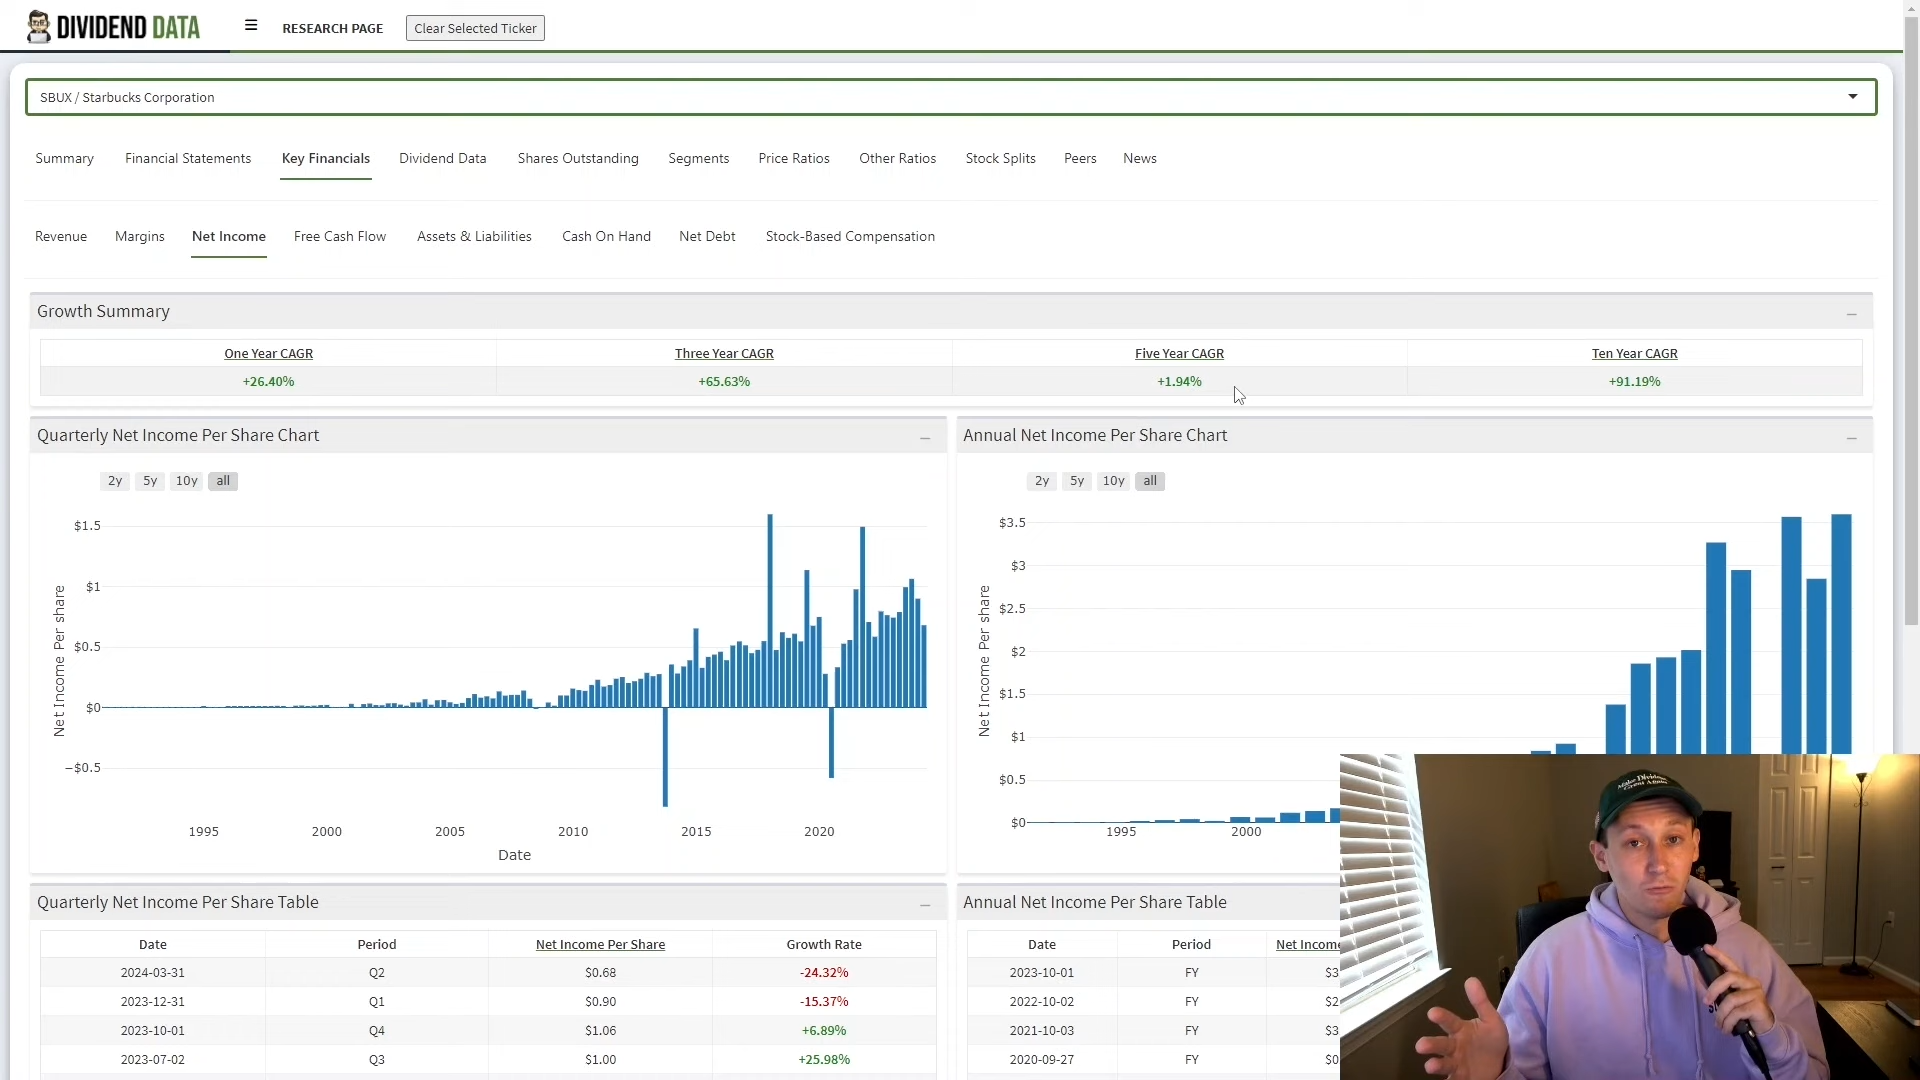 DIVIDEND DATA
RESEARCH PAGE
Clear Selected Ticker
SBUX / Starbucks Corporation
Summary Financial Statements Key Financials Dividend Data Shares Outstanding Segments Price Ratios Other Ratios Stock Splits Peers News
Revenue Margins Net Income Free Cash Flow Assets & Liabilities Cash On Hand Net Debt Stock-Based Compensation
Growth Summary
One Year CAGR Three Year CAGR Five Year CAGR Ten Year CAGR
+26.40% +65.63% +1.94% +91.19%
Quarterly Net Income Per Share Chart
2y 5y 10y all
$1.5
$1
$0.5
$0
−$0.5
Net Income Per share
1995 2000 2005 2010 2015 2020
Date
Annual Net Income Per Share Chart
2y 5y 10y all
$3.5
$3
$2.5
$2
$1.5
$1
$0.5
$0
Net Income Per share
1995 2000
Quarterly Net Income Per Share Table
Date Period Net Income Per Share Growth Rate
2024-03-31 Q2 $0.68 -24.32%
2023-12-31 Q1 $0.90 -15.37%
2023-10-01 Q4 $1.06 +6.89%
2023-07-02 Q3 $1.00 +25.98%
Annual Net Income Per Share Table
Date Period Net Income
2023-10-01 FY $3
2022-10-02 FY $2
2021-10-03 FY $3
2020-09-27 FY $0
Make Dividends
Great Again